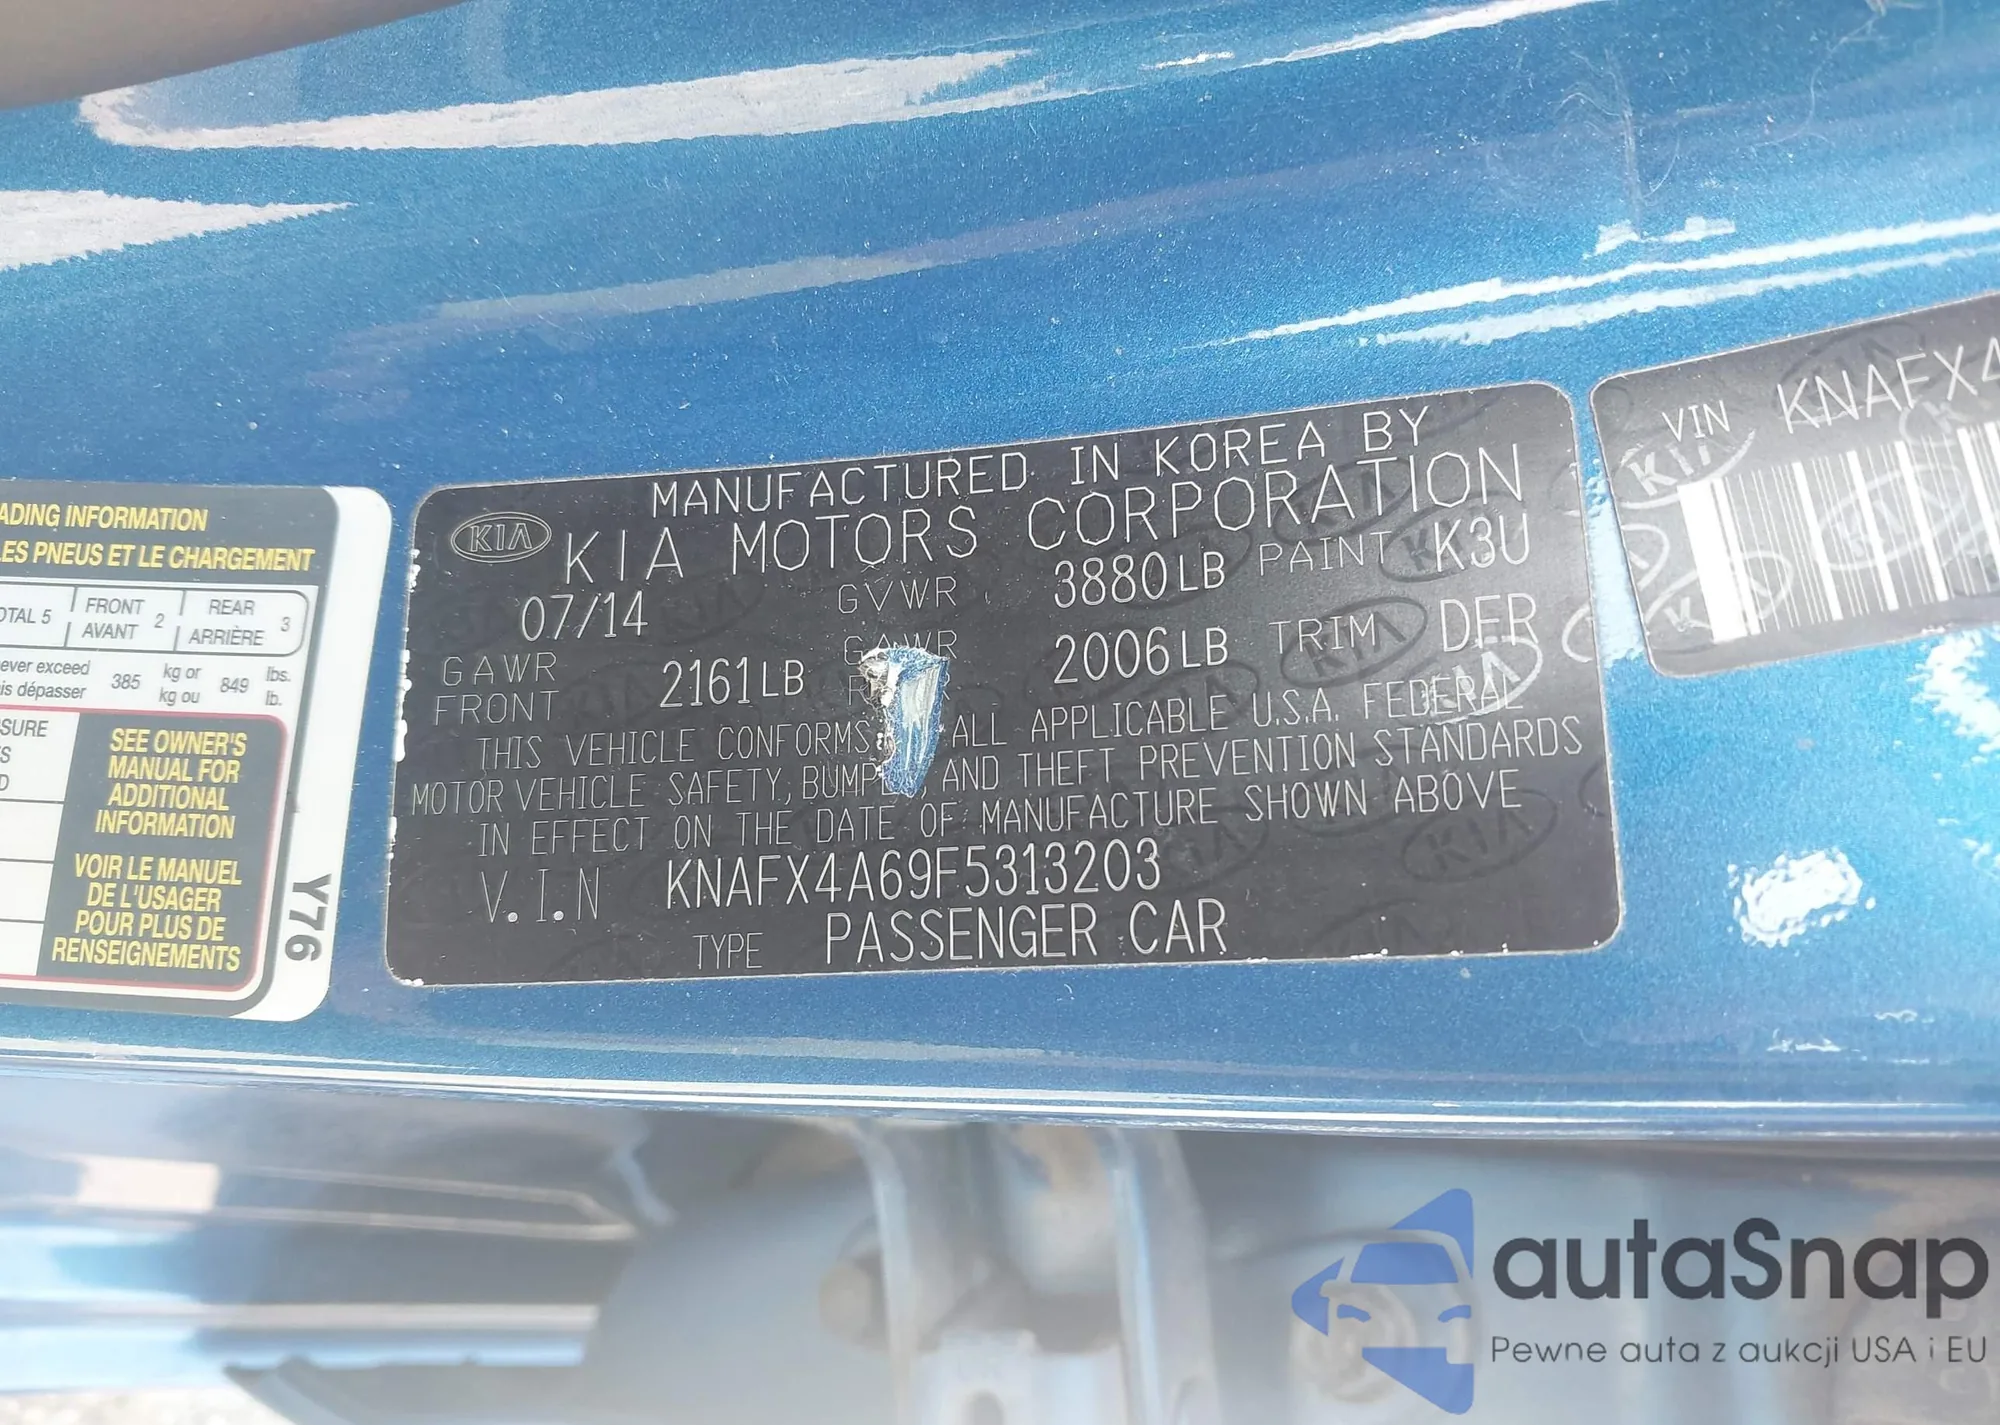 ADING INFORMATION
LES PNEUS ET LE CHARGEMENT
OTAL 5 FRONT AVANT 2 REAR ARRIÈRE 3
ever exceed 385 kg or 849 lbs.
is dépasser kg ou lb.
SEE OWNER'S
MANUAL FOR
ADDITIONAL
INFORMATION
VOIR LE MANUEL
DE L'USAGER
POUR PLUS DE
RENSEIGNEMENTS
Y76
KIA
MANUFACTURED IN KOREA BY
KIA MOTORS CORPORATION
07/14 GVWR 3880LB PAINT K3U
GAWR FRONT 2161LB GAWR 2006LB TRIM DFR
THIS VEHICLE CONFORMS ALL APPLICABLE U.S.A. FEDERAL
MOTOR VEHICLE SAFETY, BUMP , AND THEFT PREVENTION STANDARDS
IN EFFECT ON THE DATE OF MANUFACTURE SHOWN ABOVE
V.I.N KNAFX4A69F5313203
TYPE PASSENGER CAR
VIN KNAFX4
KIA
autaSnap
Pewne auta z aukcji USA i EU